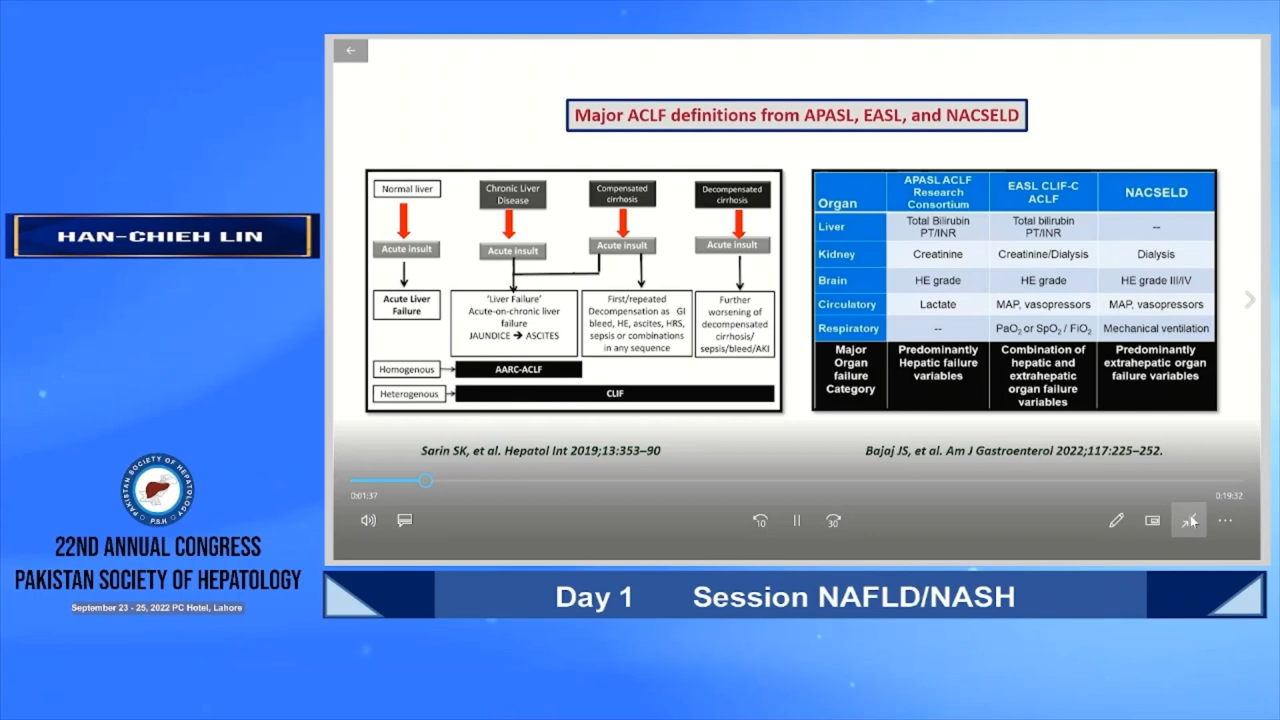 HAN-CHIEH LIN
PAKISTAN SOCIETY OF HEPATOLOGY
P.S.H
22ND ANNUAL CONGRESS
PAKISTAN SOCIETY OF HEPATOLOGY
September 23 - 25, 2022 PC Hotel, Lahore
Major ACLF definitions from APASL, EASL, and NACSELD
Normal liver
Chronic Liver
Disease
Compensated
cirrhosis
Decompensated
cirrhosis
Acute insult
Acute insult
Acute insult
Acute insult
Acute Liver
Failure
'Liver Failure'
Acute-on-chronic liver
failure
JAUNDICE → ASCITES
First/repeated
Decompensation as GI
bleed, HE, ascites, HRS,
sepsis or combinations
in any sequence
Further
worsening of
decompensated
cirrhosis/
sepsis/bleed/AKI
Homogenous
AARC-ACLF
Heterogenous
CLIF
Sarin SK, et al. Hepatol Int 2019;13:353–90
Organ
APASL ACLF
Research
Consortium
EASL CLIF-C
ACLF
NACSELD
Liver
Total Bilirubin
PT/INR
Total bilirubin
PT/INR
--
Kidney
Creatinine
Creatinine/Dialysis
Dialysis
Brain
HE grade
HE grade
HE grade III/IV
Circulatory
Lactate
MAP, vasopressors
MAP, vasopressors
Respiratory
--
PaO₂ or SpO₂ / FiO₂
Mechanical ventilation
Major
Organ
failure
Category
Predominantly
Hepatic failure
variables
Combination of
hepatic and
extrahepatic
organ failure
variables
Predominantly
extrahepatic organ
failure variables
Bajaj JS, et al. Am J Gastroenterol 2022;117:225–252.
0:01:37
0:19:32
10
30
Day 1 Session NAFLD/NASH